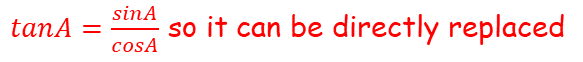 tanA = sinA/cosA so it can be directly replaced